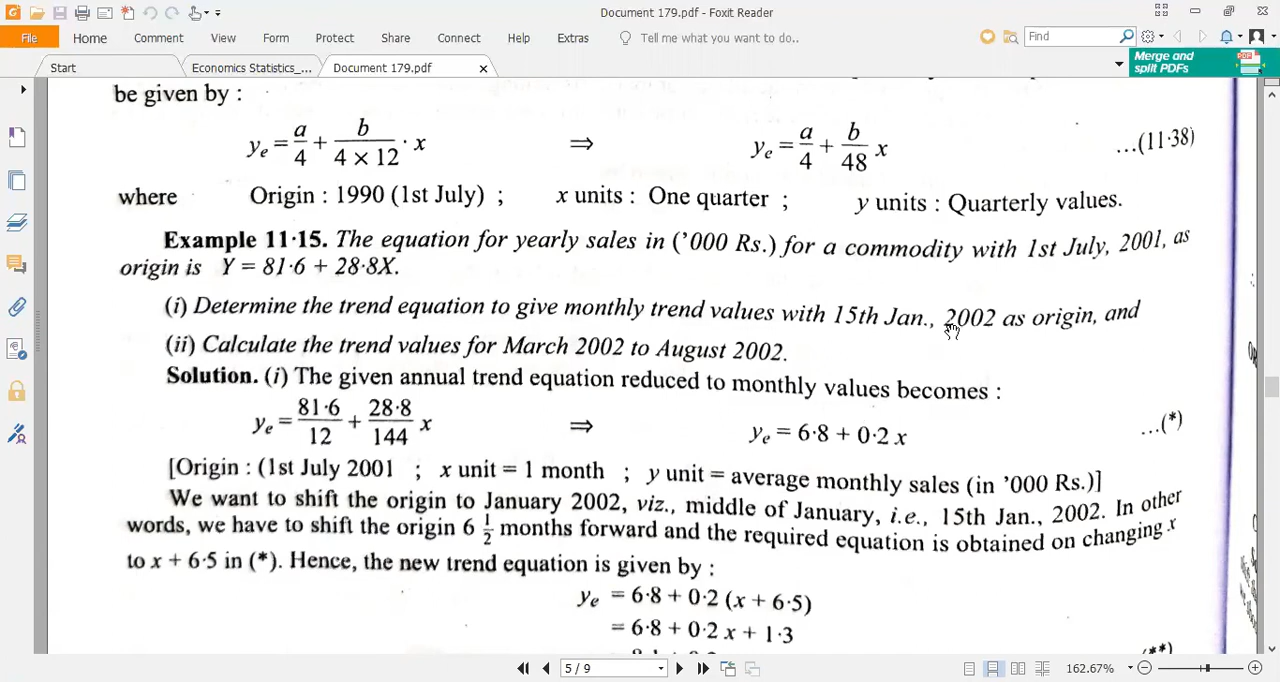 Document 179.pdf - Foxit Reader
File Home Comment View Form Protect Share Connect Help Extras Tell me what you want to do.. Find
Start Economics Statistics_... Document 179.pdf
Merge and
split PDFs
be given by :
yₑ = a/4 + b/(4 × 12) · x ⇒ yₑ = a/4 + b/48 x ...(11·38)
where Origin : 1990 (1st July) ; x units : One quarter ; y units : Quarterly values.
Example 11·15. The equation for yearly sales in ('000 Rs.) for a commodity with 1st July, 2001, as
origin is Y = 81·6 + 28·8X.
(i) Determine the trend equation to give monthly trend values with 15th Jan., 2002 as origin, and
(ii) Calculate the trend values for March 2002 to August 2002.
Solution. (i) The given annual trend equation reduced to monthly values becomes :
yₑ = 81·6/12 + 28·8/144 x ⇒ yₑ = 6·8 + 0·2 x ...(*)
[Origin : (1st July 2001 ; x unit = 1 month ; y unit = average monthly sales (in '000 Rs.)]
We want to shift the origin to January 2002, viz., middle of January, i.e., 15th Jan., 2002. In other
words, we have to shift the origin 6 1/2 months forward and the required equation is obtained on changing x
to x + 6·5 in (*). Hence, the new trend equation is given by :
yₑ = 6·8 + 0·2 (x + 6·5)
= 6·8 + 0·2 x + 1·3
(**)
5 / 9 162.67%